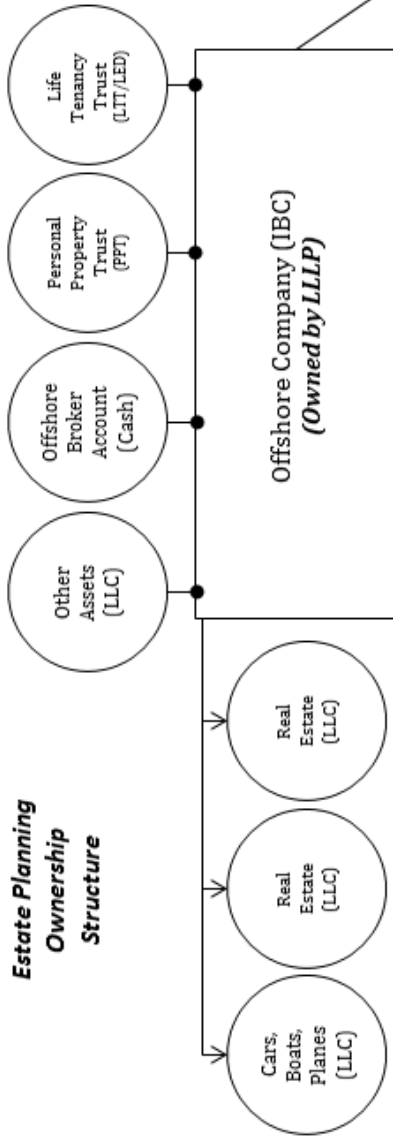 Estate Planning
Ownership
Structure
Other
Assets
(LLC)
Offshore
Broker
Account
(Cash)
Personal
Property
Trust
(PPT)
Life
Tenancy
Trust
(LTT/LED)
Cars,
Boats,
Planes
(LLC)
Real
Estate
(LLC)
Real
Estate
(LLC)
Offshore Company (IBC)
(Owned by LLLP)